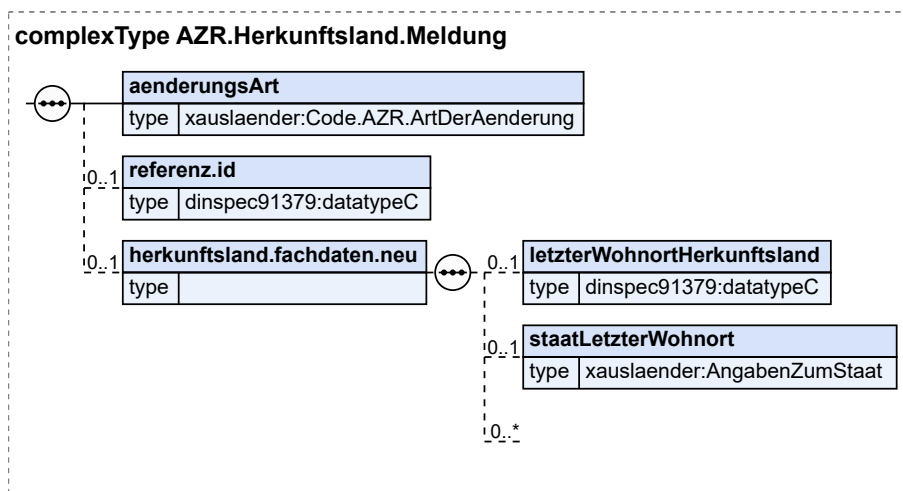 complexType AZR.Herkunftsland.Meldung
aenderungsArt
type xauslaender:Code.AZR.ArtDerAenderung
0..1 referenz.id
type dinspec91379:datatypeC
0..1 herkunftsland.fachdaten.neu 0..1 letzterWohnortHerkunftsland
type type dinspec91379:datatypeC
0..1 staatLetzterWohnort
type xauslaender:AngabenZumStaat
0..*